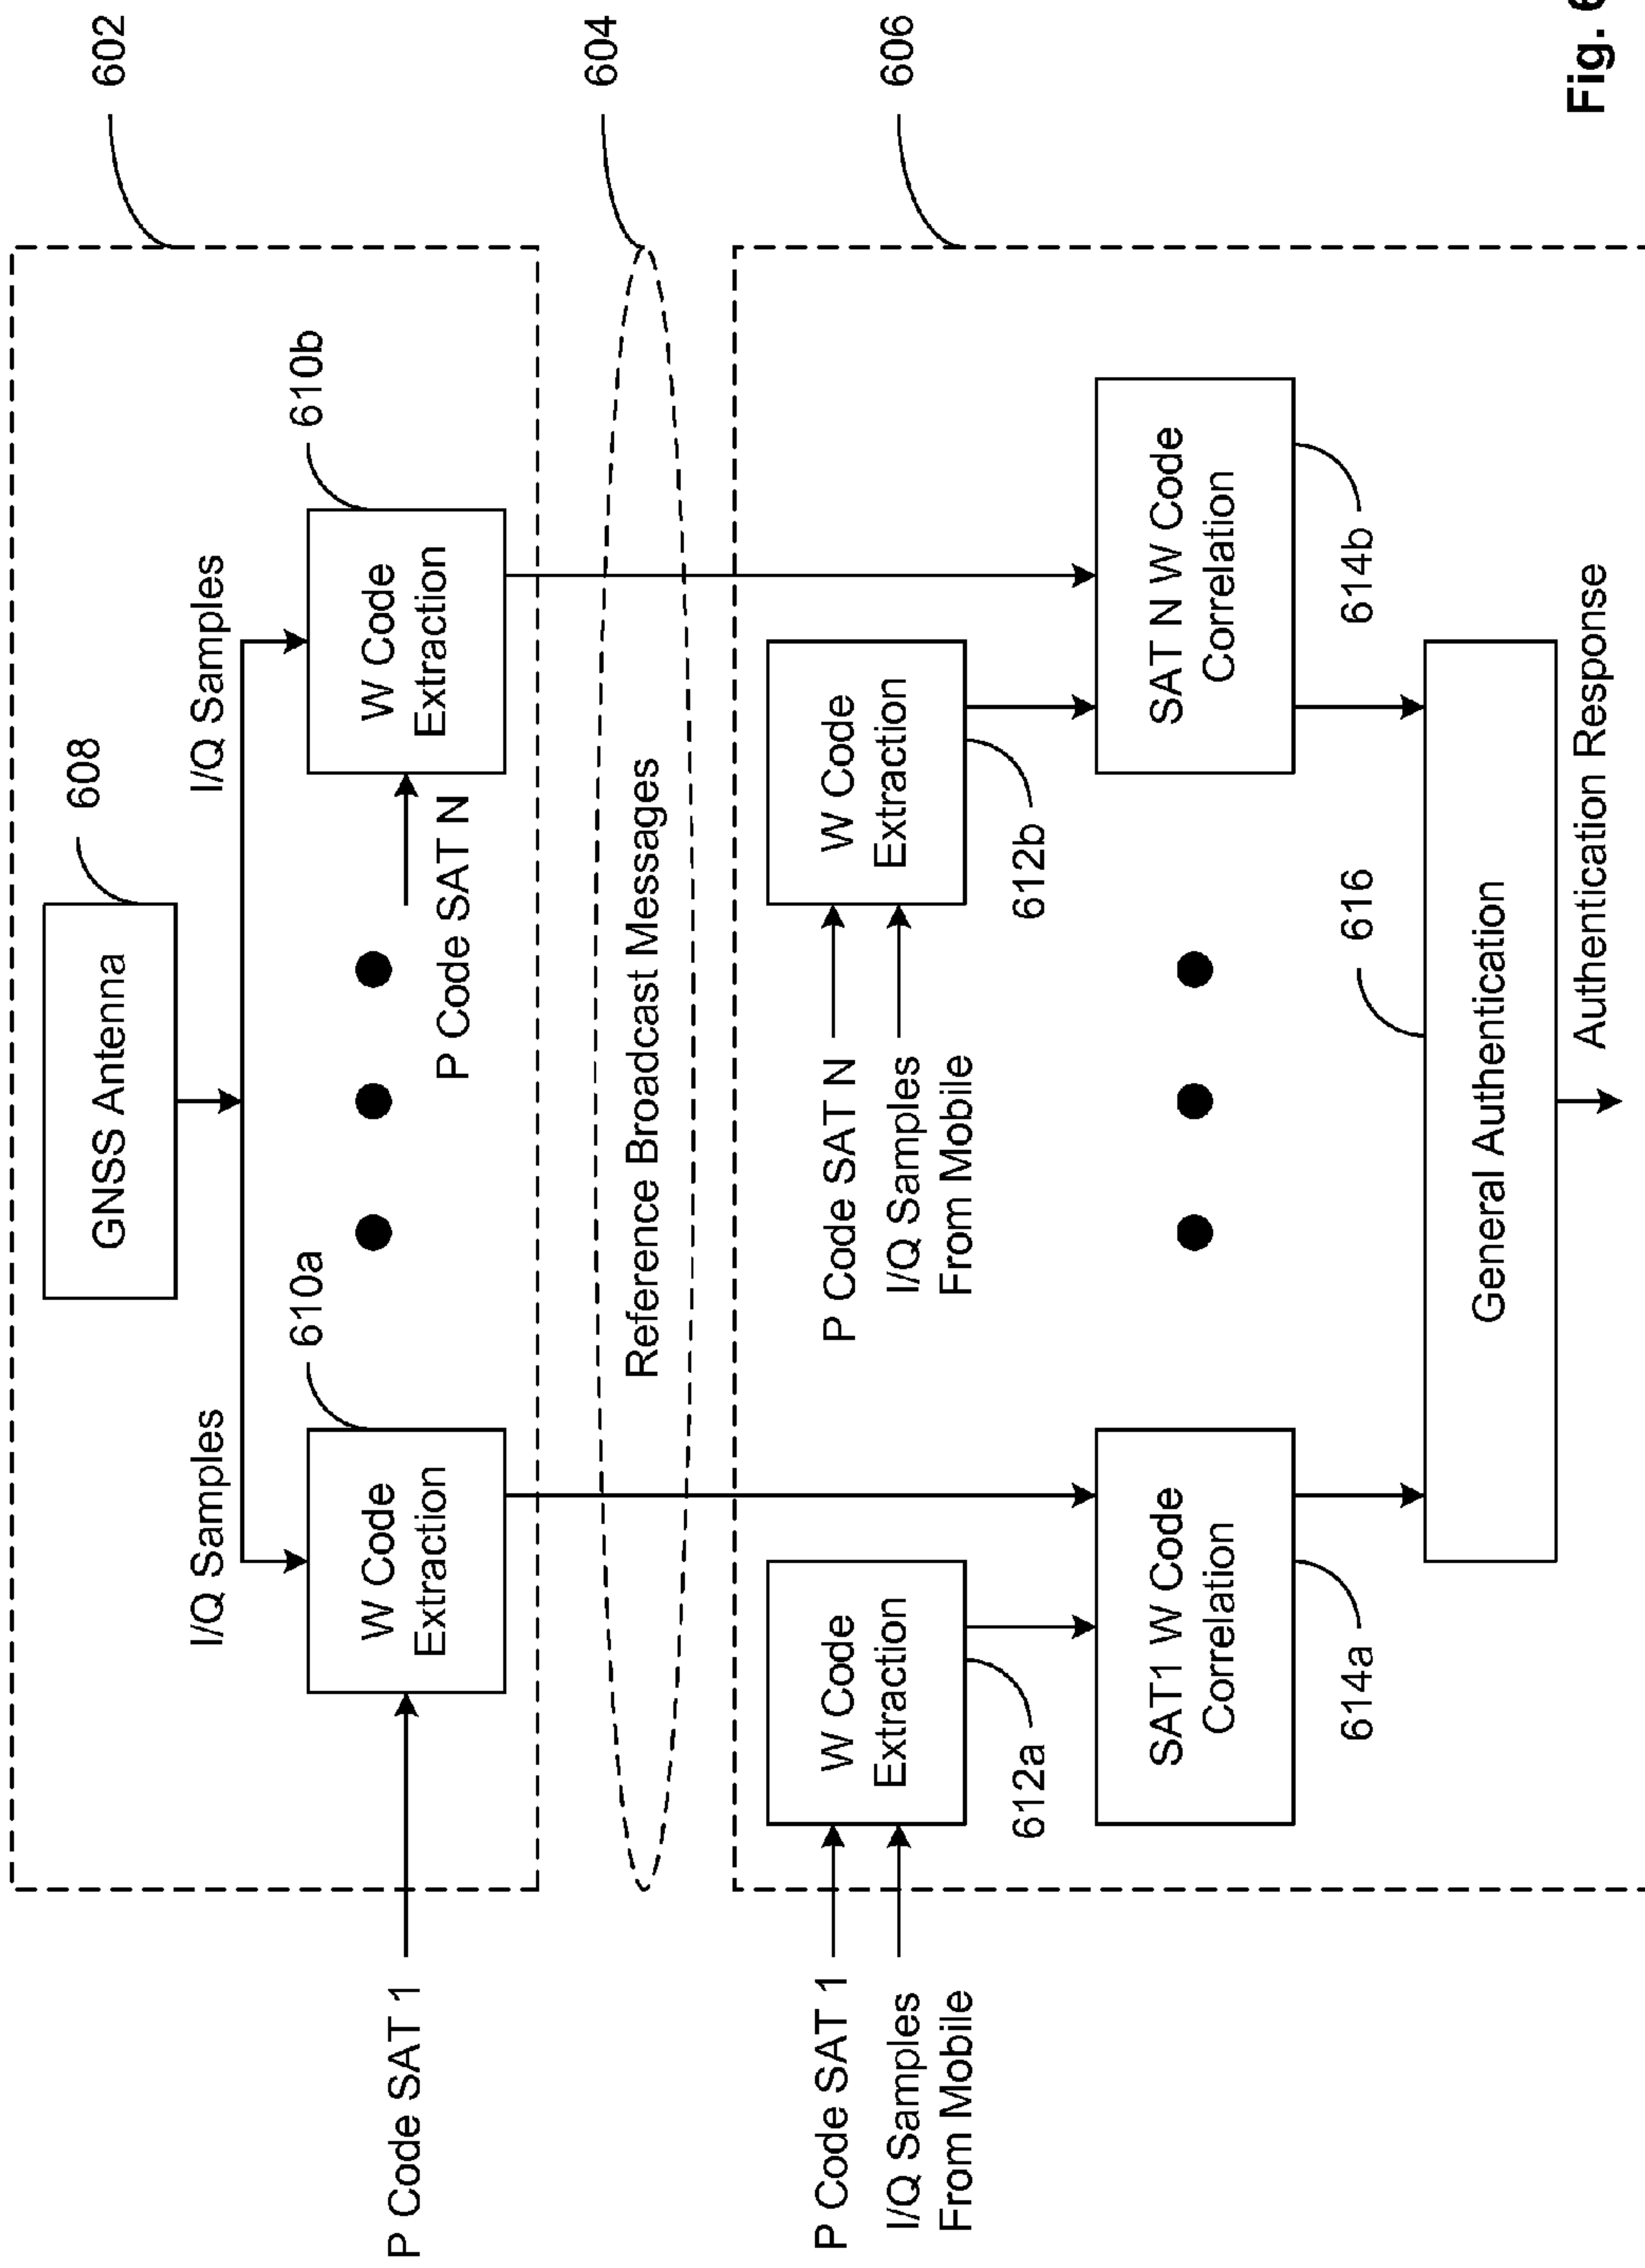 602
GNSS Antenna
608
I/Q Samples
I/Q Samples
610a
610b
W Code
Extraction
W Code
Extraction
P Code SAT 1
P Code SAT N
604
Reference Broadcast Messages
606
P Code SAT 1
I/Q Samples
From Mobile
W Code
Extraction
612a
P Code SAT N
I/Q Samples
From Mobile
W Code
Extraction
612b
SAT1 W Code
Correlation
614a
SAT N W Code
Correlation
614b
616
General Authentication
Authentication Response
Fig. 6